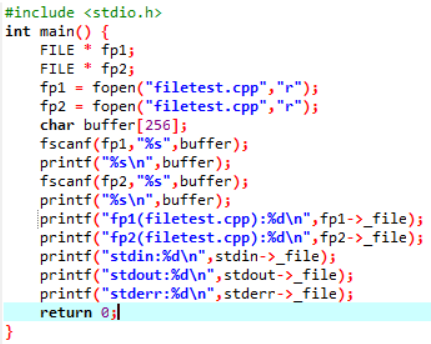 #include <stdio.h>
int main() {
FILE * fp1;
FILE * fp2;
fp1 = fopen("filetest.cpp","r");
fp2 = fopen("filetest.cpp","r");
char buffer[256];
fscanf(fp1,"%s",buffer);
printf("%s\n",buffer);
fscanf(fp2,"%s",buffer);
printf("%s\n",buffer);
printf("fp1(filetest.cpp):%d\n",fp1->_file);
printf("fp2(filetest.cpp):%d\n",fp2->_file);
printf("stdin:%d\n",stdin->_file);
printf("stdout:%d\n",stdout->_file);
printf("stderr:%d\n",stderr->_file);
return 0;
}